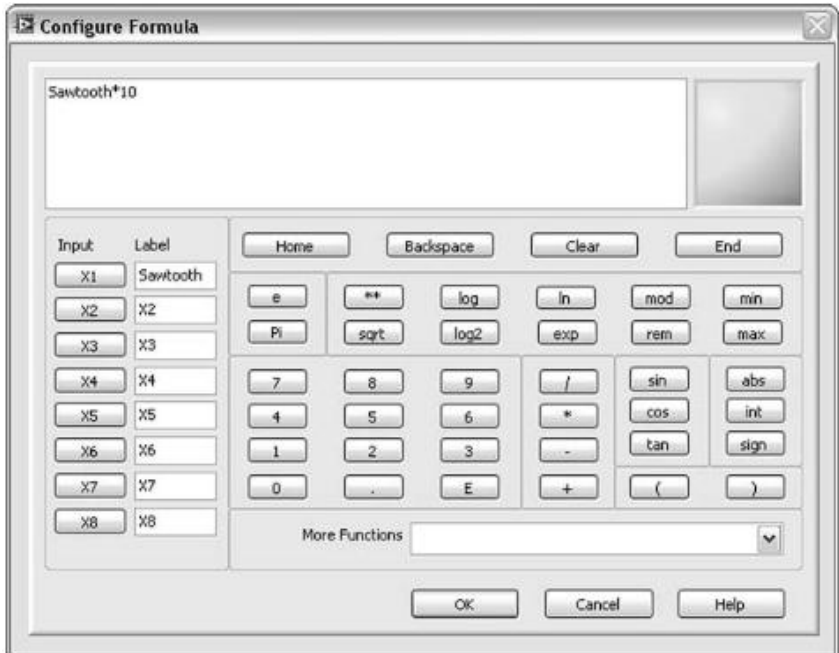 Configure Formula
Sawtooth*10
Input Label
X1 Sawtooth
X2 X2
X3 X3
X4 X4
X5 X5
X6 X6
X7 X7
X8 X8
Home Backspace Clear End
e ** log ln mod min
Pi sqrt log2 exp rem max
7 8 9 / sin abs
4 5 6 * cos int
1 2 3 - tan sign
0 . E + ( )
More Functions
OK Cancel Help